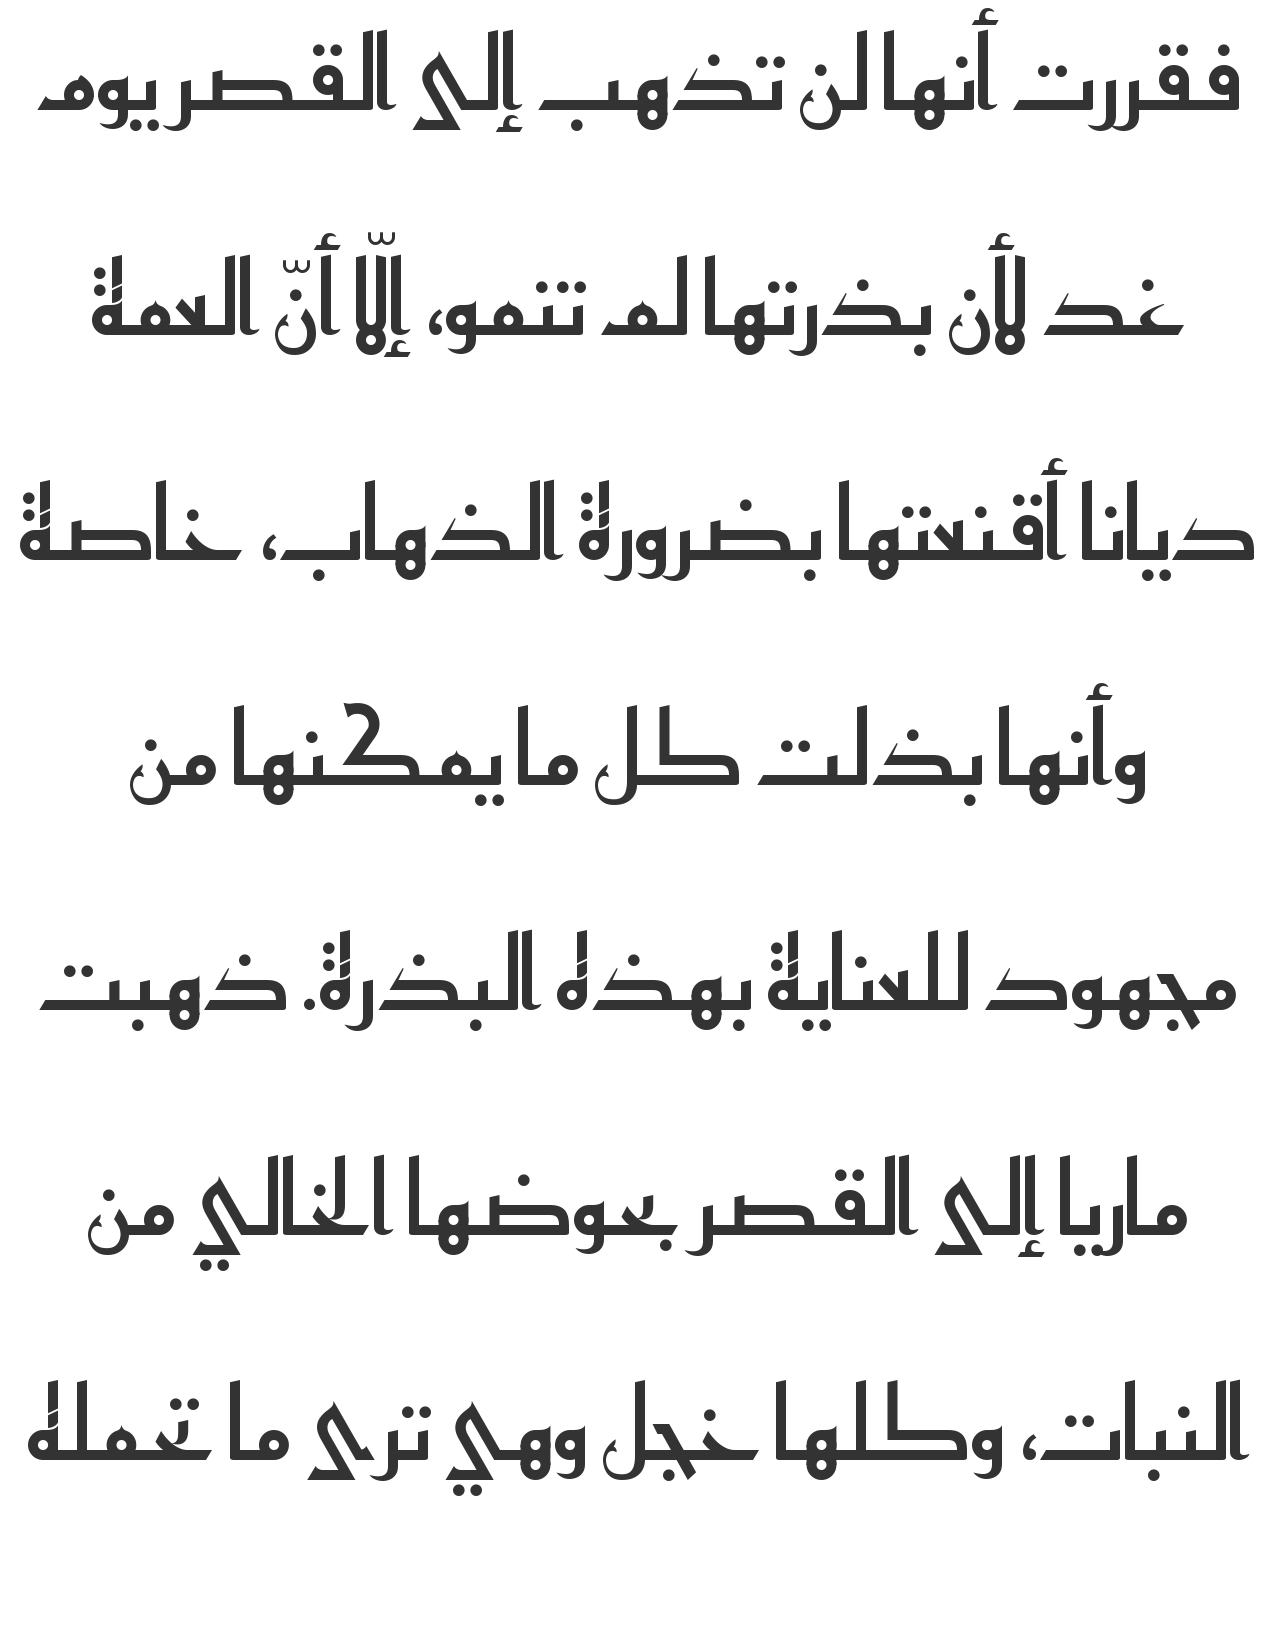 فقررت أنها لن تذهب إلى القصر يوم
غد لأن بذرتها لم تنمو، إلّا أنّ العمة
ديانا أقنعتها بضرورة الذهاب، خاصة
وأنها بذلت كل ما يمكنها من
مجهود للعناية بهذه البذرة. ذهبت
ماريا إلى القصر بحوضها الخالي من
النبات، وكلها خجل وهي ترى ما تحمله